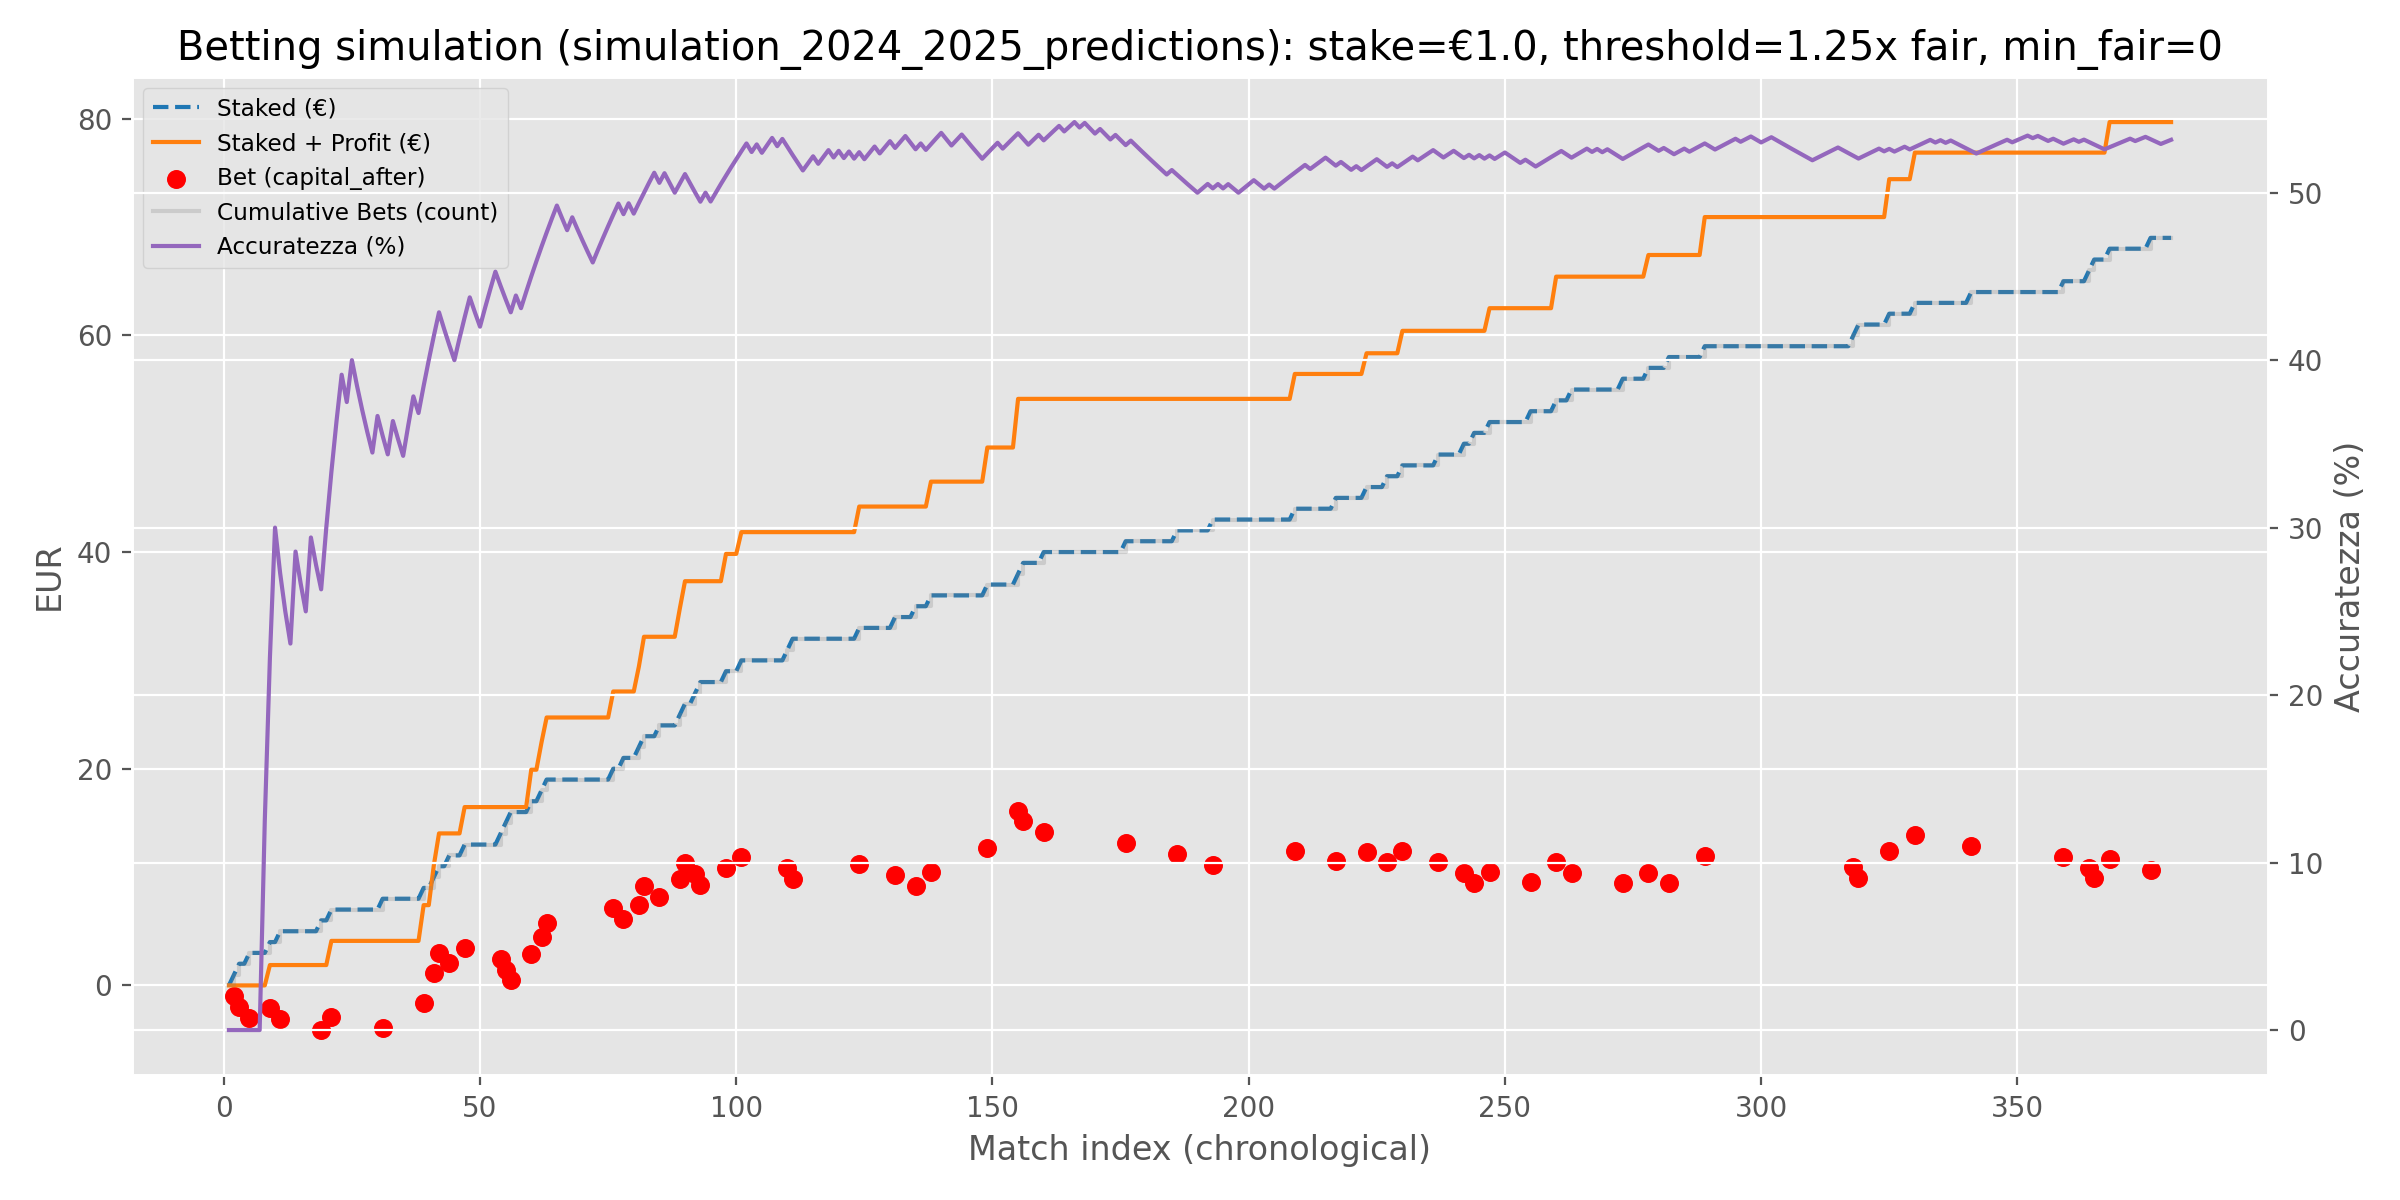 Betting simulation (simulation_2024_2025_predictions): stake=€1.0, threshold=1.25x fair, min_fair=0
Staked (€)
Staked + Profit (€)
Bet (capital_after)
Cumulative Bets (count)
Accuratezza (%)
80
60
40
20
0
EUR
50
40
30
20
10
0
Accuratezza (%)
0
50
100
150
200
250
300
350
Match index (chronological)